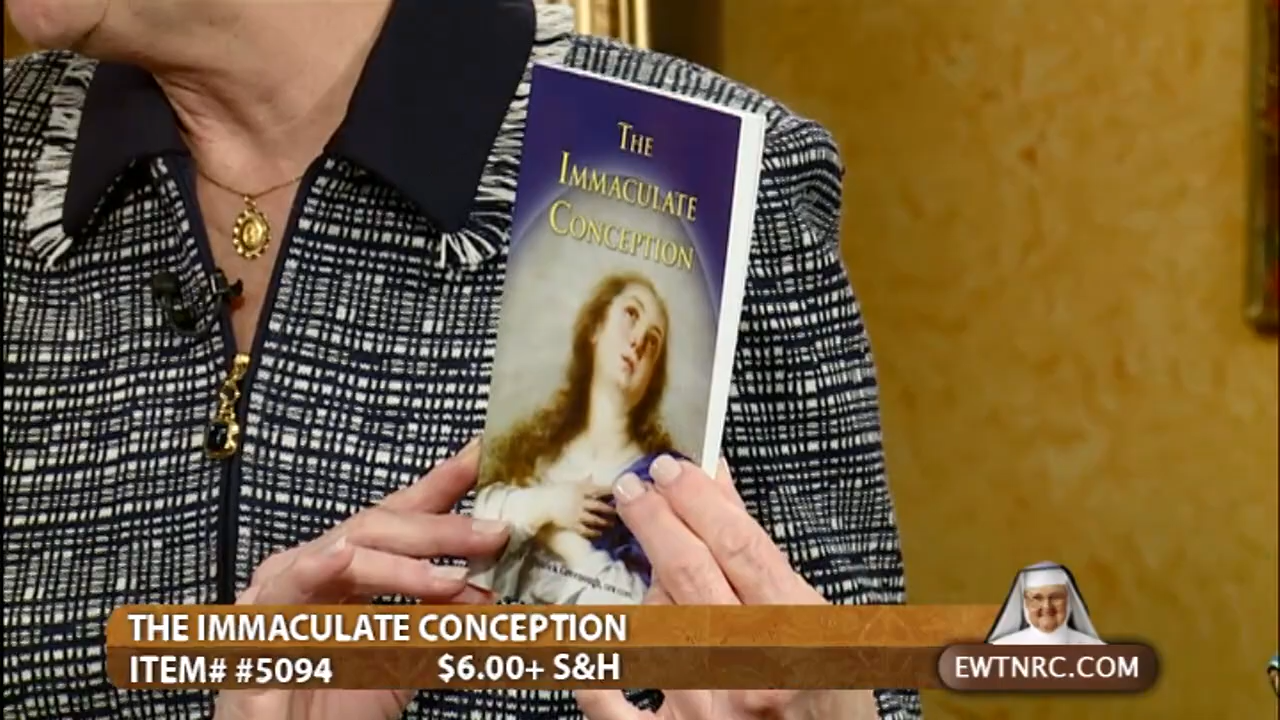 THE
IMMACULATE
CONCEPTION
THE IMMACULATE CONCEPTION
ITEM# #5094 $6.00+ S&H
EWTNRC.COM